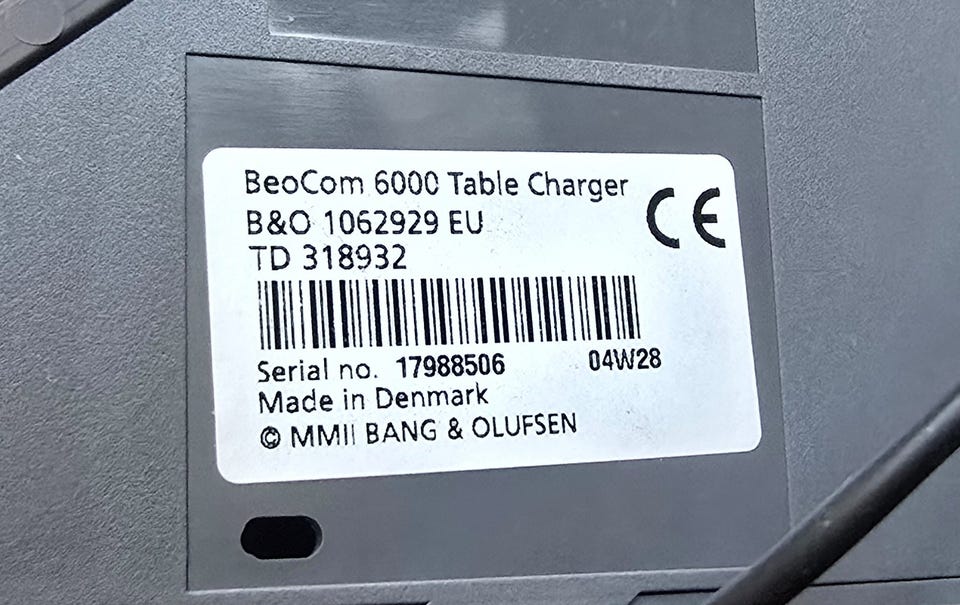 BeoCom 6000 Table Charger
B&O 1062929 EU
CE
TD 318932
Serial no. 17988506 04W28
Made in Denmark
© MMII BANG & OLUFSEN